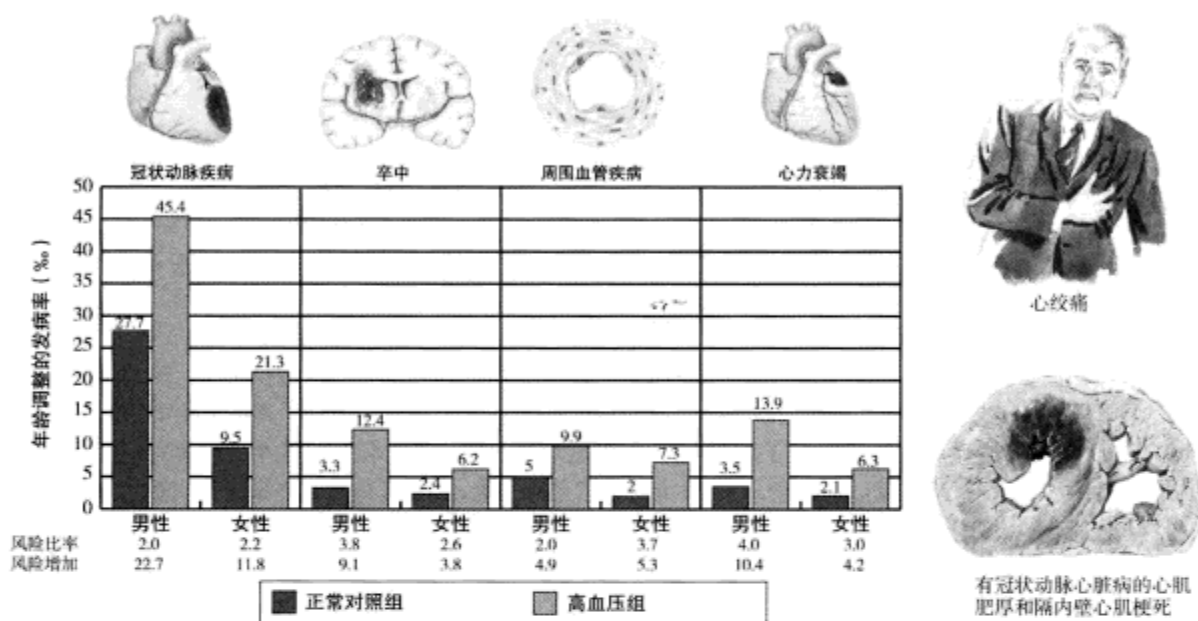 冠状动脉疾病
卒中
周围血管疾病
心力衰竭
年龄调整的发病率（‰）
50
45
40
35
30
25
20
15
10
5
0
27.7
45.4
9.5
21.3
3.3
12.4
2.4
6.2
5
9.9
2
7.3
3.5
13.9
2.1
6.3
男性 女性 男性 女性 男性 女性 男性 女性
风险比率 2.0 2.2 3.8 2.6 2.0 3.7 4.0 3.0
风险增加 22.7 11.8 9.1 3.8 4.9 5.3 10.4 4.2
正常对照组 高血压组
心绞痛
有冠状动脉心脏病的心肌
肥厚和隔内壁心肌梗死